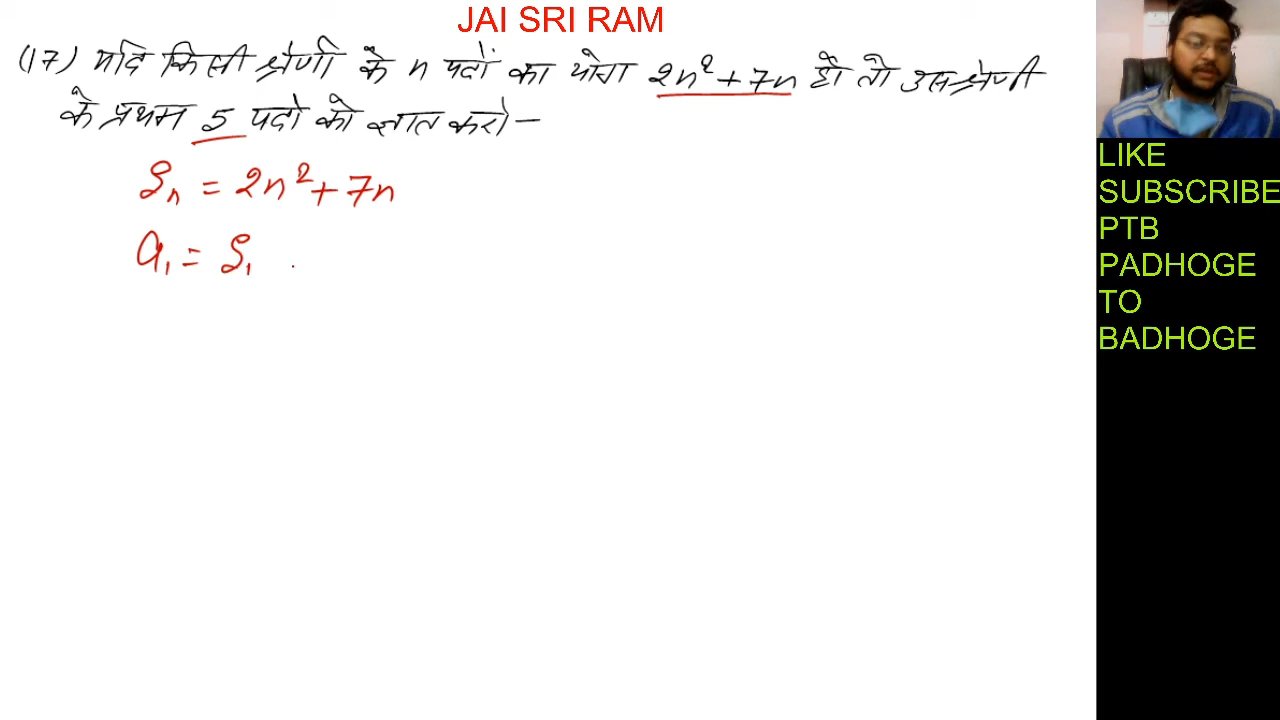 JAI SRI RAM
(17) यदि किसी श्रेणी के n पदों का योग 2n² + 7n हो तो उस श्रेणी
के प्रथम 5 पदो को ज्ञात करो -
Sₙ = 2n² + 7n
a₁ = S₁
LIKE
SUBSCRIBE
PTB
PADHOGE
TO
BADHOGE